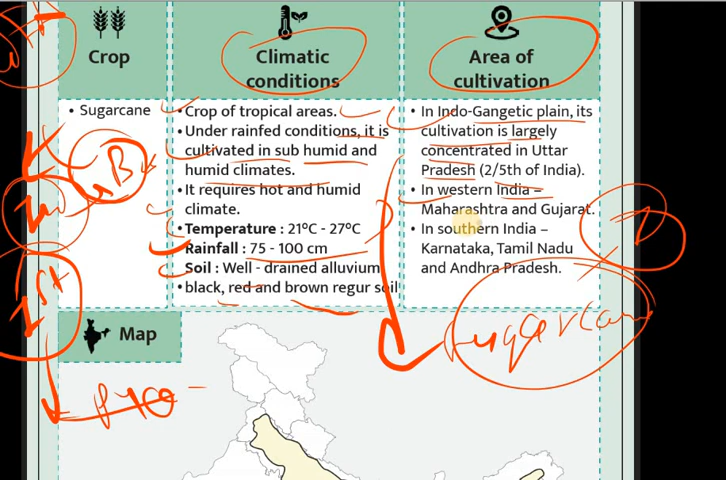 Crop
Climatic
conditions
Area of
cultivation
• Sugarcane
• Crop of tropical areas.
• Under rainfed conditions, it is
cultivated in sub humid and
humid climates.
• It requires hot and humid
climate.
• Temperature : 21ºC - 27ºC
Rainfall : 75 - 100 cm
Soil : Well - drained alluvium
• black, red and brown regur soil
• In Indo-Gangetic plain, its
cultivation is largely
concentrated in Uttar
Pradesh (2/5th of India).
• In western India –
Maharashtra and Gujarat.
• In southern India –
Karnataka, Tamil Nadu
and Andhra Pradesh.
B
Map